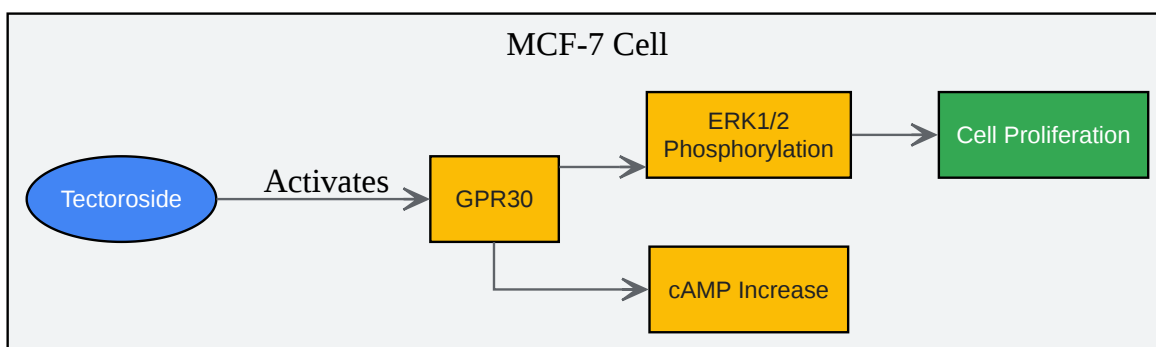 MCF-7 Cell
Tectoroside
Activates
GPR30
ERK1/2
Phosphorylation
Cell Proliferation
cAMP Increase